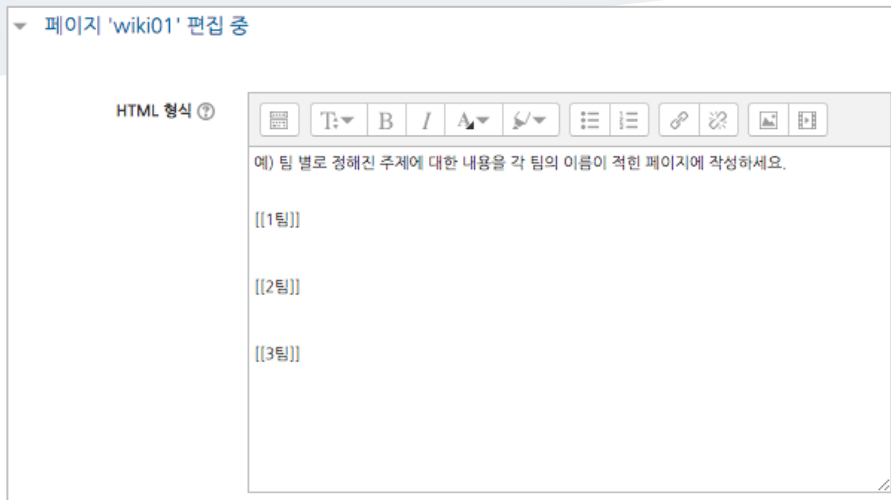 페이지 'wiki01' 편집 중
HTML 형식
예) 팀 별로 정해진 주제에 대한 내용을 각 팀의 이름이 적힌 페이지에 작성하세요.
[[1팀]]
[[2팀]]
[[3팀]]